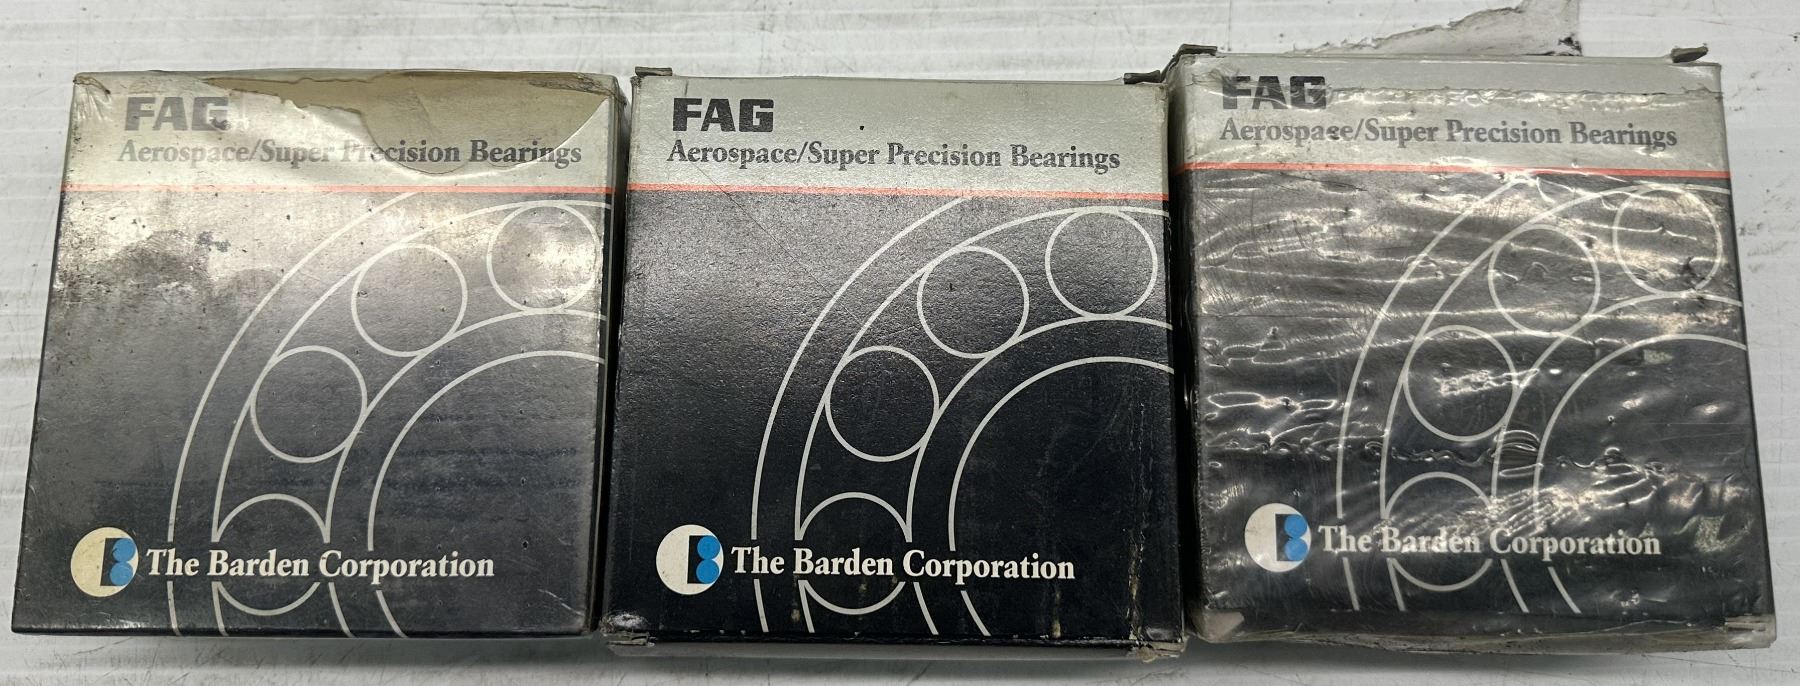 FAG
Aerospace/Super Precision Bearings
The Barden Corporation
FAG
Aerospace/Super Precision Bearings
The Barden Corporation
FAG
Aerospace/Super Precision Bearings
The Barden Corporation